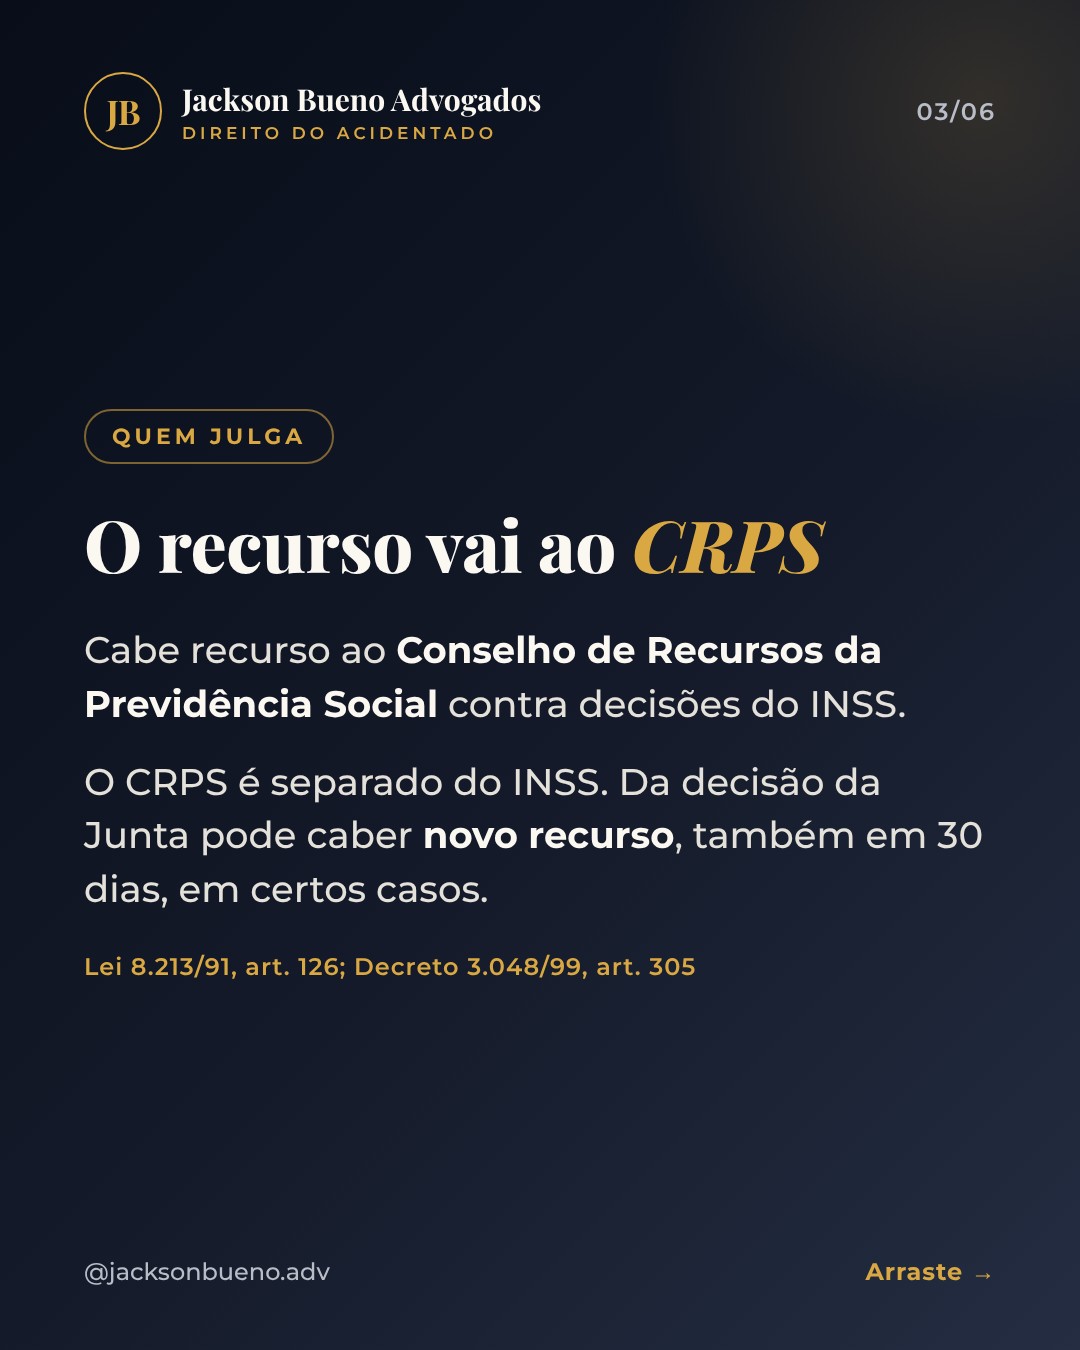 JB
Jackson Bueno Advogados
DIREITO DO ACIDENTADO
03/06
QUEM JULGA
O recurso vai ao CRPS
Cabe recurso ao Conselho de Recursos da
Previdência Social contra decisões do INSS.
O CRPS é separado do INSS. Da decisão da
Junta pode caber novo recurso, também em 30
dias, em certos casos.
Lei 8.213/91, art. 126; Decreto 3.048/99, art. 305
@jacksonbueno.adv
Arraste →